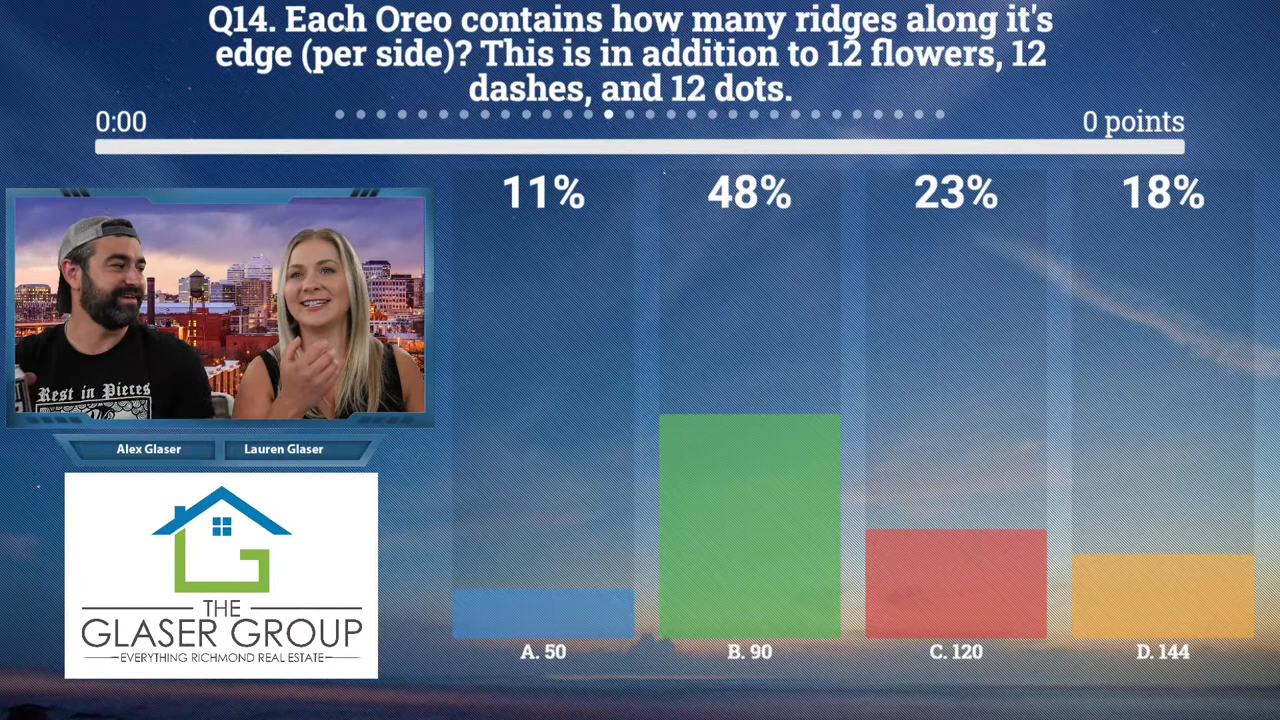 Q14. Each Oreo contains how many ridges along it's
edge (per side)? This is in addition to 12 flowers, 12
dashes, and 12 dots.
0:00
0 points
11%
48%
23%
18%
Rest in Pieces
Alex Glaser
Lauren Glaser
THE
GLASER GROUP
EVERYTHING RICHMOND REAL ESTATE
A. 50
B. 90
C. 120
D. 144